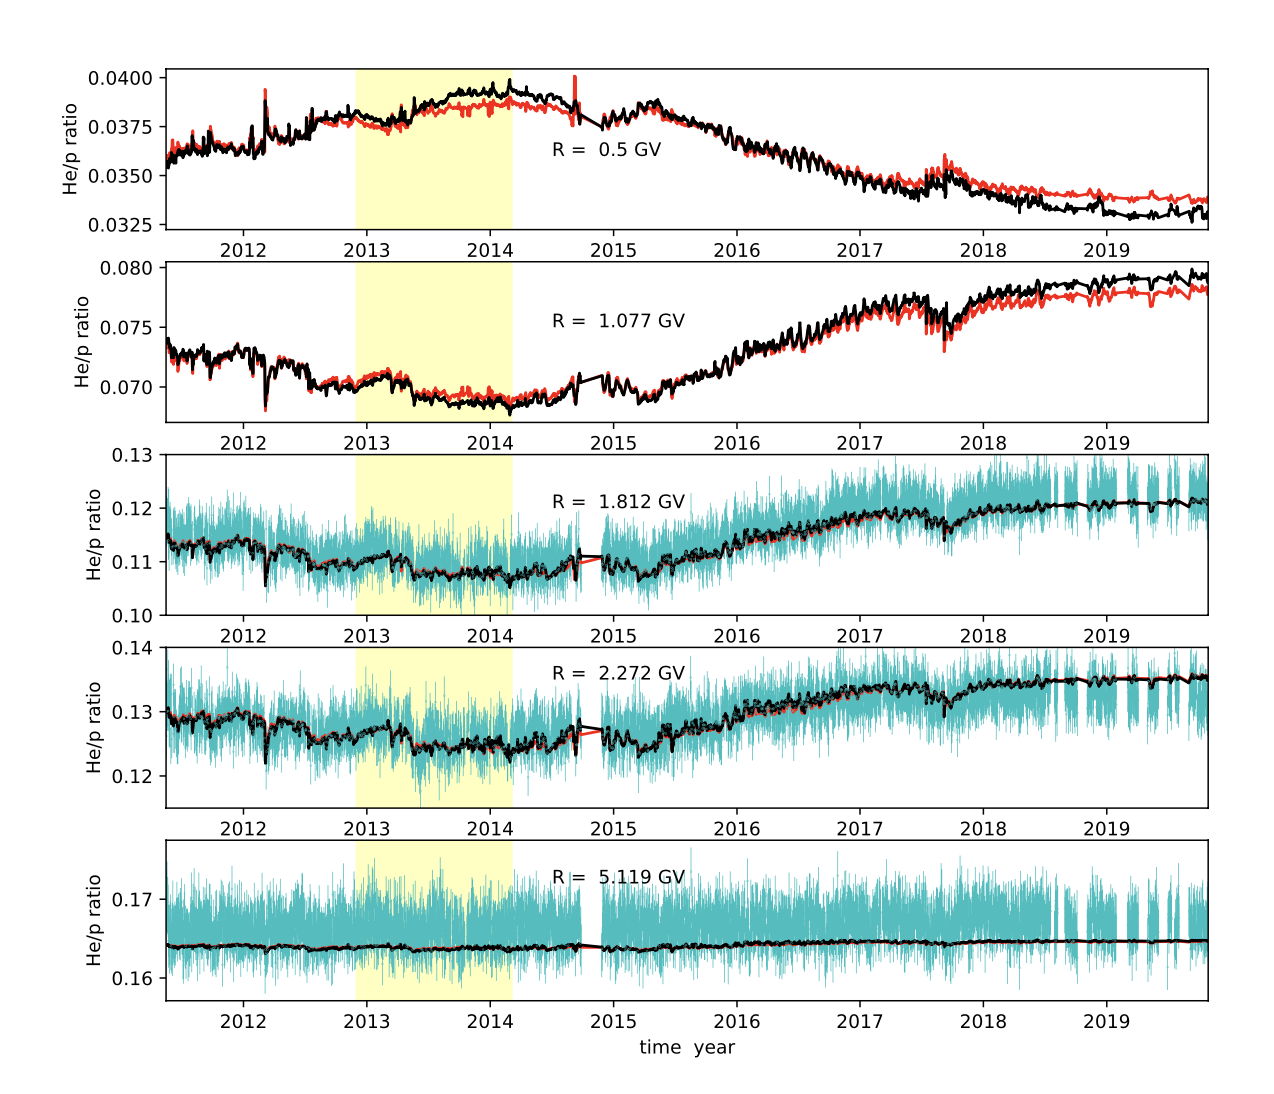 0.0400
0.0375
0.0350
0.0325
He/p ratio
R = 0.5 GV
2012 2013 2014 2015 2016 2017 2018 2019
0.080
0.075
0.070
He/p ratio
R = 1.077 GV
2012 2013 2014 2015 2016 2017 2018 2019
0.13
0.12
0.11
0.10
He/p ratio
R = 1.812 GV
2012 2013 2014 2015 2016 2017 2018 2019
0.14
0.13
0.12
He/p ratio
R = 2.272 GV
2012 2013 2014 2015 2016 2017 2018 2019
0.17
0.16
He/p ratio
R = 5.119 GV
2012 2013 2014 2015 2016 2017 2018 2019
time year